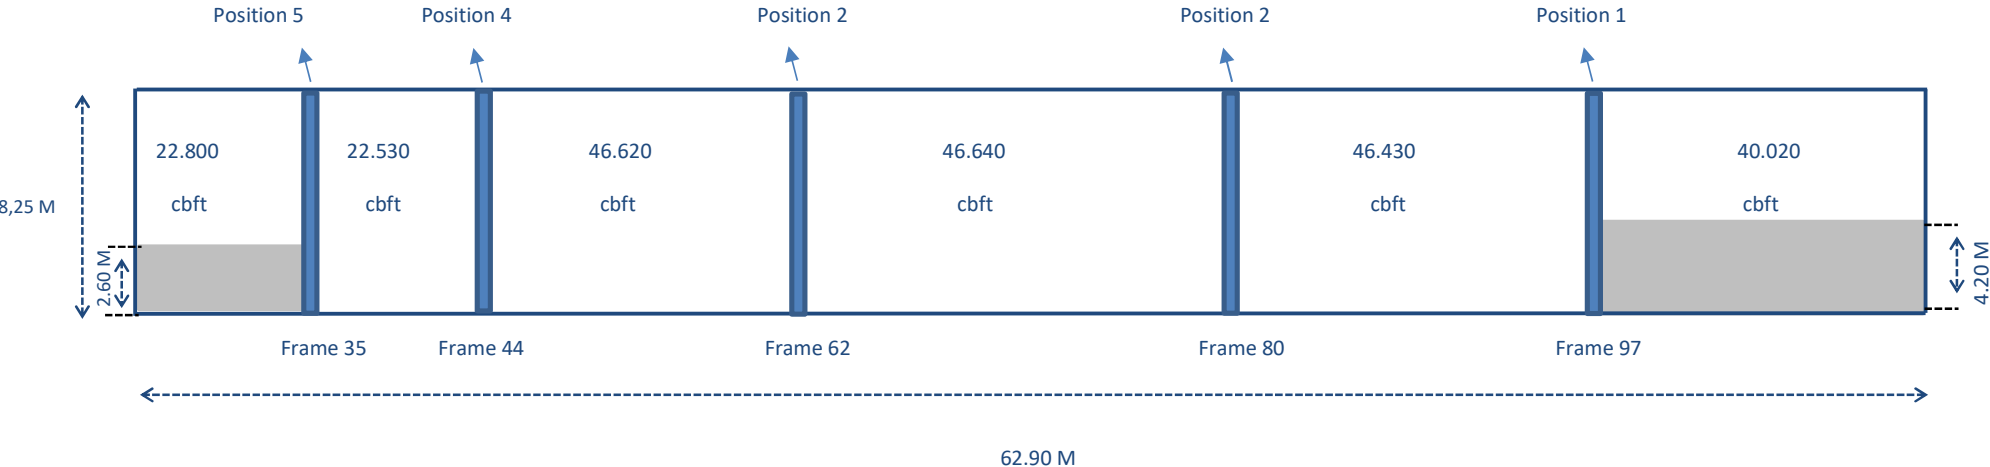 Position 5 Position 4 Position 2 Position 2 Position 1
22.800 22.530 46.620 46.640 46.430 40.020
cbft cbft cbft cbft cbft cbft
8,25 M
2.60 M
4.20 M
Frame 35 Frame 44 Frame 62 Frame 80 Frame 97
62.90 M